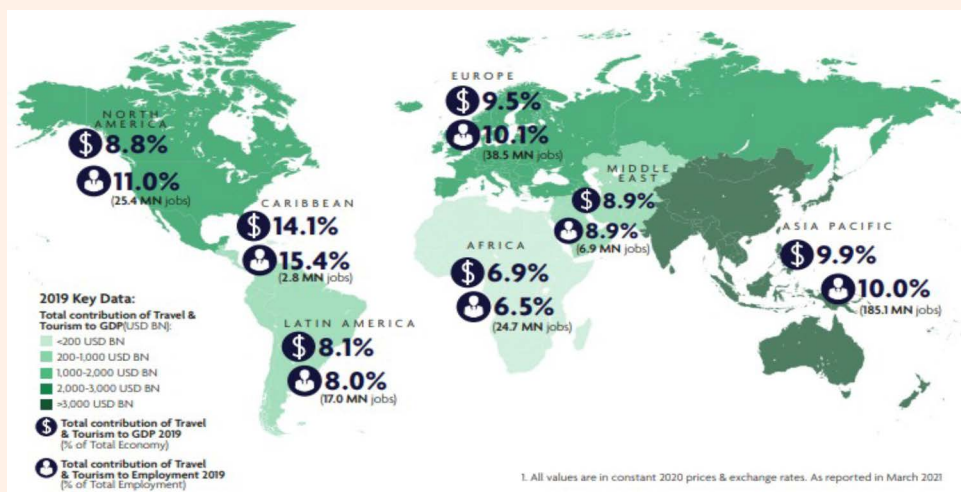 NORTH
AMERICA
$ 8.8%
11.0%
(25.4 MN jobs)
CARIBBEAN
$ 14.1%
15.4%
(2.8 MN jobs)
LATIN AMERICA
$ 8.1%
8.0%
(17.0 MN jobs)
EUROPE
$ 9.5%
10.1%
(38.5 MN jobs)
MIDDLE
EAST
$ 8.9%
8.9%
(6.9 MN jobs)
AFRICA
$ 6.9%
6.5%
(24.7 MN jobs)
ASIA PACIFIC
$ 9.9%
10.0%
(185.1 MN jobs)
2019 Key Data:
Total contribution of Travel &
Tourism to GDP(USD BN):
<200 USD BN
200-1,000 USD BN
1,000-2,000 USD BN
2,000-3,000 USD BN
>3,000 USD BN
$ Total contribution of Travel
& Tourism to GDP 2019
(% of Total Economy)
Total contribution of Travel
& Tourism to Employment 2019
(% of Total Employment)
1. All values are in constant 2020 prices & exchange rates. As reported in March 2021